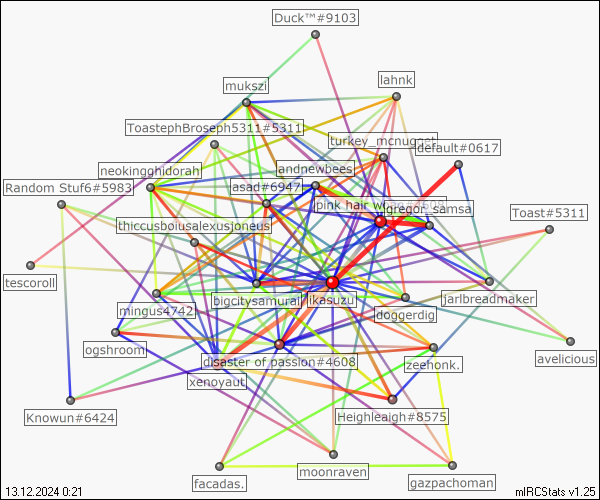 Duck™#9103
lahnk
mukszi
ToastephBroseph5311#5311
turkey_mcnugget
default#0617
neokingghidorah
andnewbees
Random Stuf6#5983
asad#6947
pink hair
gregor_samsa
Toast#5311
thiccusboiusalexusjoneus
tescoroll
mingus4742
bigcitysamurai
likasuzu
jarlbreadmaker
doggerdig
ogshroom
disaster of passion#4608
avelicious
zeehonk.
xenoyaut
Knowun#6424
Heighleaigh#8575
moonraven
facadas.
gazpachoman
13.12.2024 0:21
mIRCStats v1.25